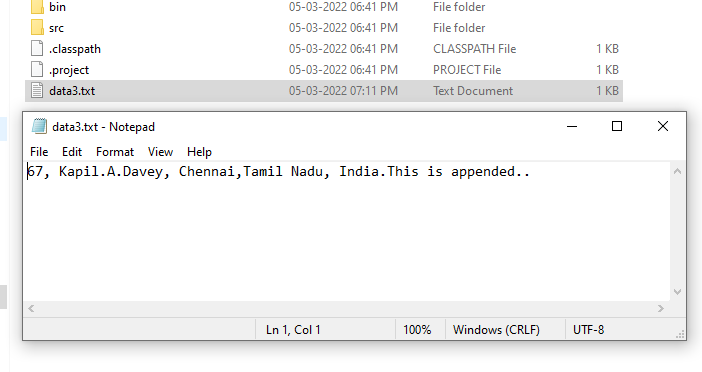 bin 05-03-2022 06:41 PM File folder
src 05-03-2022 06:41 PM File folder
.classpath 05-03-2022 06:41 PM CLASSPATH File 1 KB
.project 05-03-2022 06:41 PM PROJECT File 1 KB
data3.txt 05-03-2022 07:11 PM Text Document 1 KB
data3.txt - Notepad
File Edit Format View Help
67, Kapil.A.Davey, Chennai,Tamil Nadu, India.This is appended..
Ln 1, Col 1 100% Windows (CRLF) UTF-8